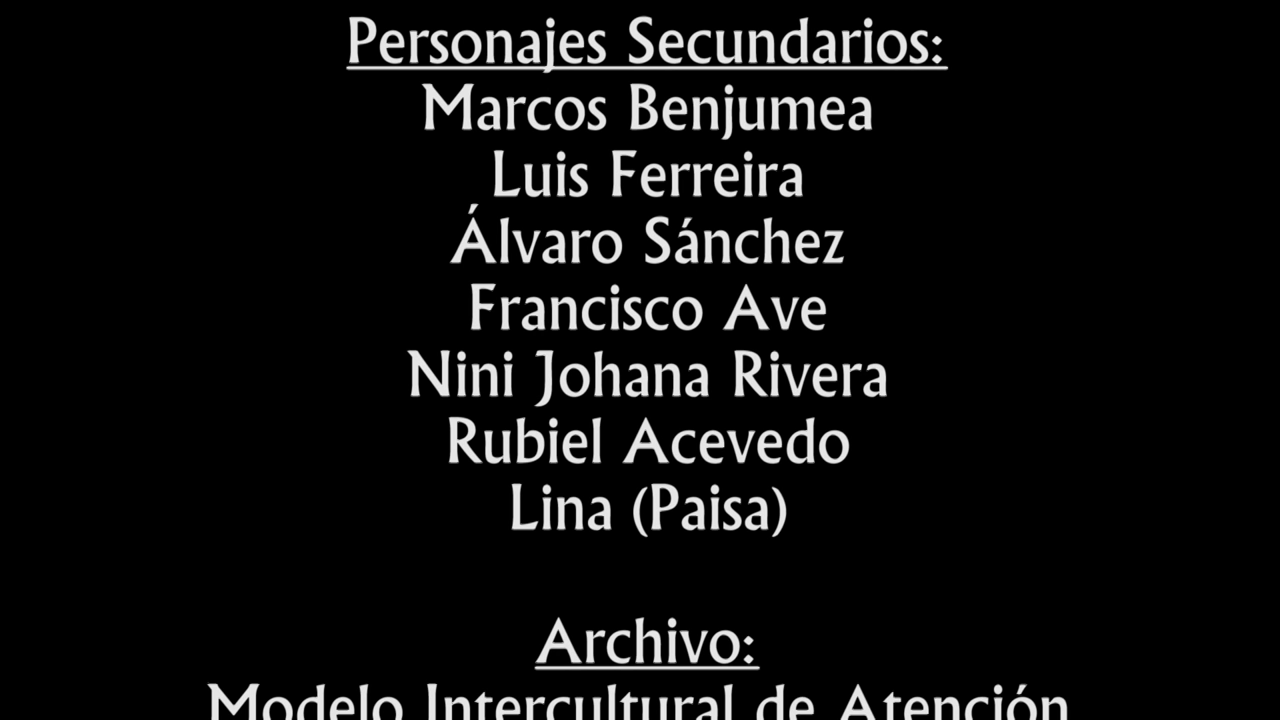 Personajes Secundarios:
Marcos Benjumea
Luis Ferreira
Álvaro Sánchez
Francisco Ave
Nini Johana Rivera
Rubiel Acevedo
Lina (Paisa)
Archivo:
Modelo Intercultural de Atención